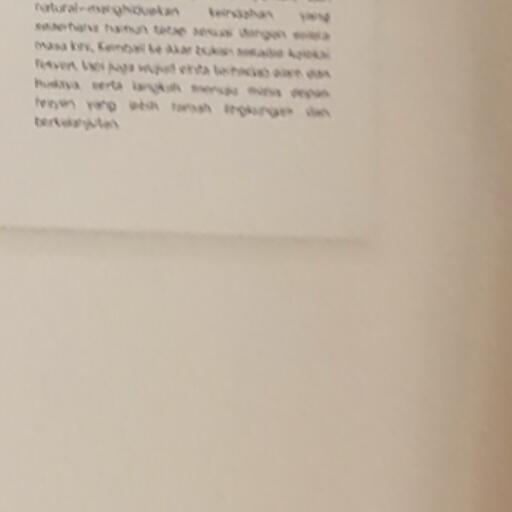 natural—menghidupkan keindahan yang
sederhana namun tetap sesuai dengan selera
masa kini. Kembali ke akar bukan sekadar koleksi
fesyen, tapi juga wujud cinta terhadap alam dan
budaya, serta langkah menuju masa depan
fesyen yang lebih ramah lingkungan dan
berkelanjutan.